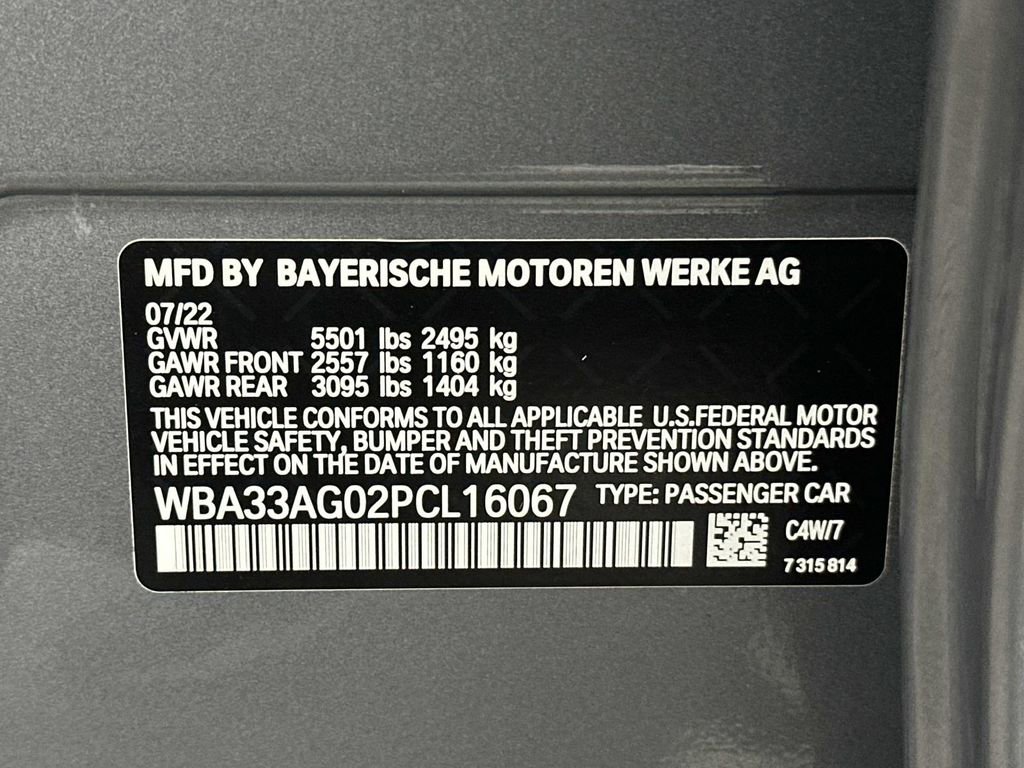 MFD BY BAYERISCHE MOTOREN WERKE AG
07/22
GVWR 5501 lbs 2495 kg
GAWR FRONT 2557 lbs 1160 kg
GAWR REAR 3095 lbs 1404 kg
THIS VEHICLE CONFORMS TO ALL APPLICABLE U.S.FEDERAL MOTOR
VEHICLE SAFETY, BUMPER AND THEFT PREVENTION STANDARDS
IN EFFECT ON THE DATE OF MANUFACTURE SHOWN ABOVE.
WBA33AG02PCL16067 TYPE: PASSENGER CAR
C4W/7
7 315 814